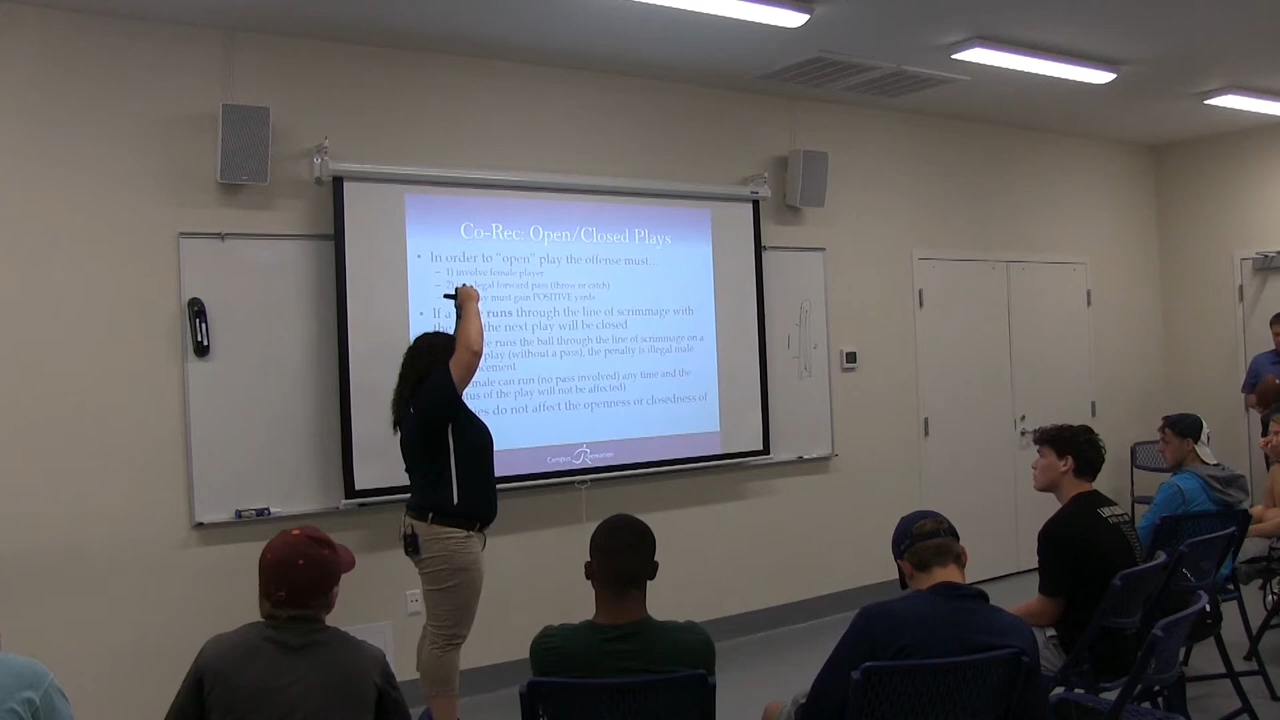 Co-Rec: Open/Closed Plays
• In order to "open" play the offense must...
– 1) involve female player
– 2) legal forward pass (throw or catch)
must gain POSITIVE yards
• If a runs through the line of scrimmage with
the next play will be closed
runs the ball through the line of scrimmage on a
play (without a pass), the penalty is illegal male
male can run (no pass involved) any time and the
of the play will not be affected)
do not affect the openness or closedness of
Campus Recreation